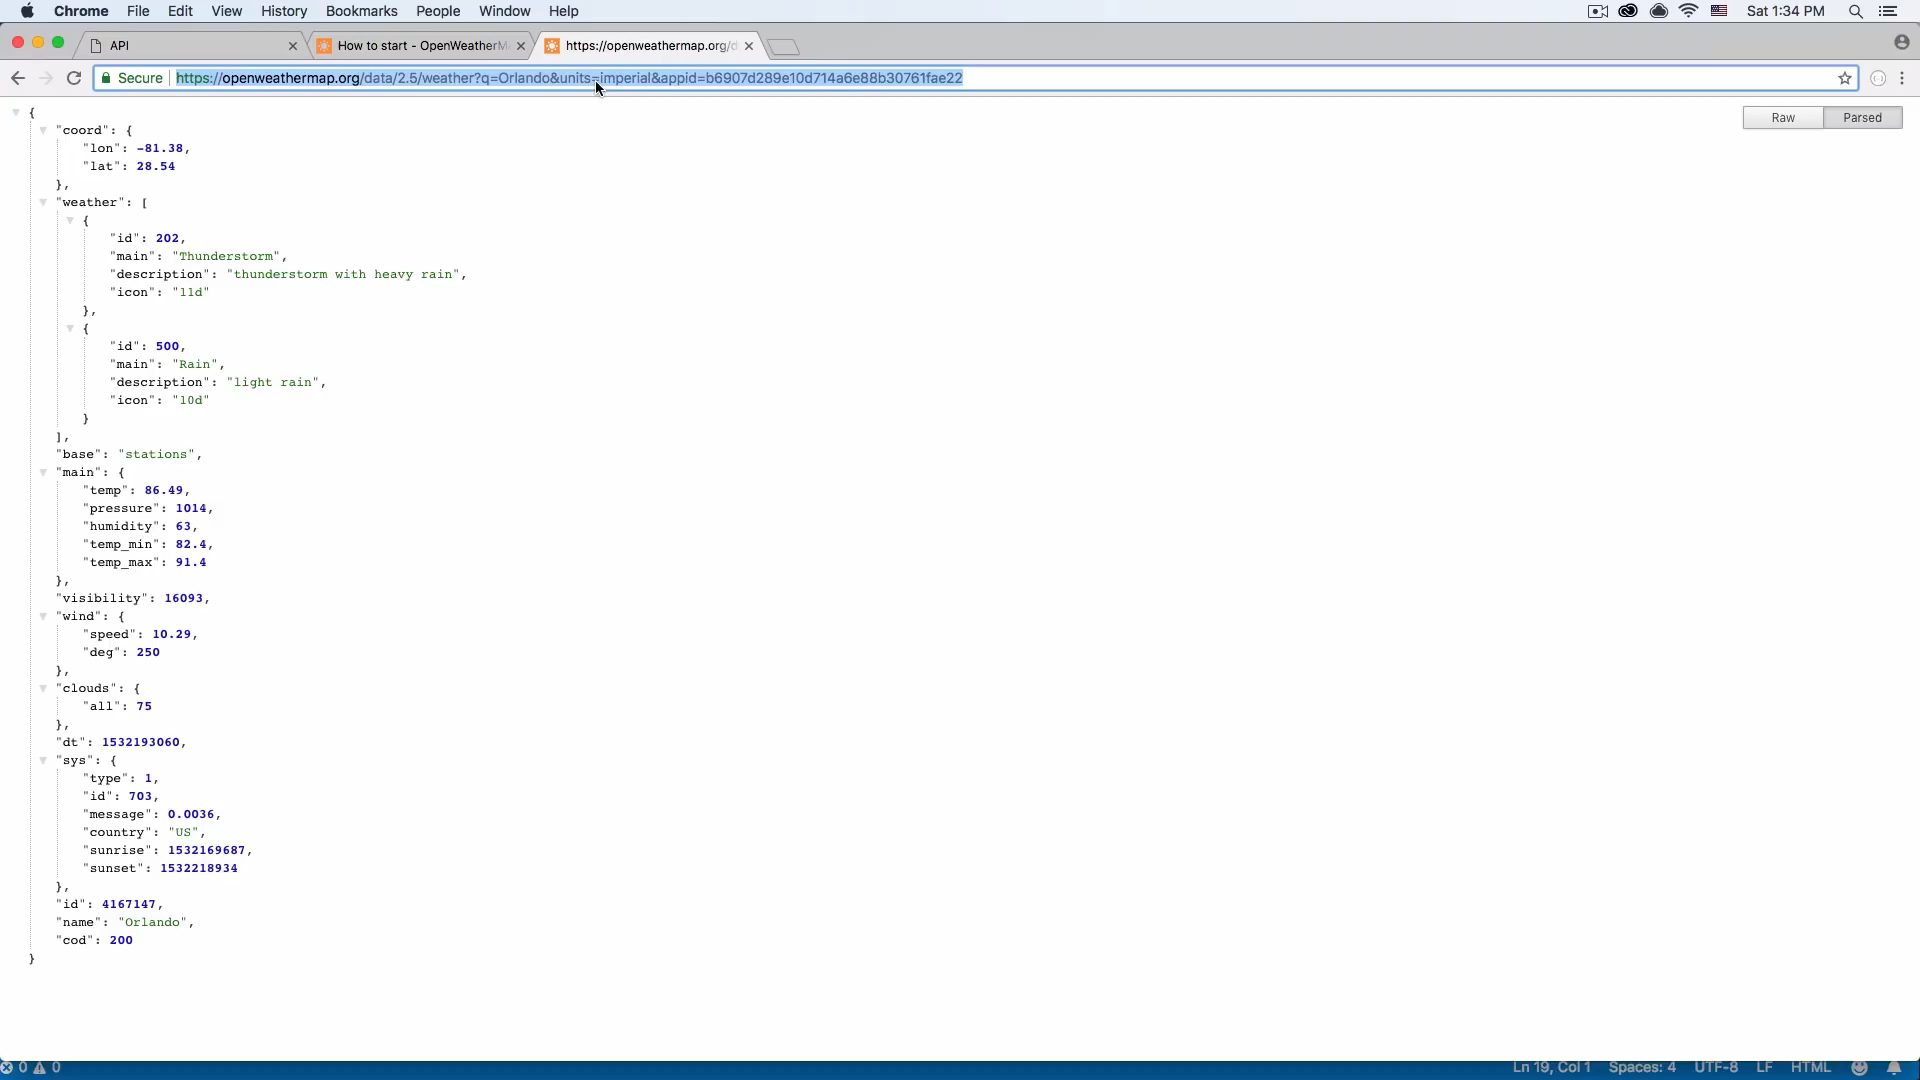 Chrome File Edit View History Bookmarks People Window Help Sat 1:34 PM
API How to start - OpenWeatherM https://openweathermap.org/d
Secure https://openweathermap.org/data/2.5/weather?q=Orlando&units=imperial&appid=b6907d289e10d714a6e88b30761fae22
Raw Parsed
{
"coord": {
"lon": -81.38,
"lat": 28.54
},
"weather": [
{
"id": 202,
"main": "Thunderstorm",
"description": "thunderstorm with heavy rain",
"icon": "11d"
},
{
"id": 500,
"main": "Rain",
"description": "light rain",
"icon": "10d"
}
],
"base": "stations",
"main": {
"temp": 86.49,
"pressure": 1014,
"humidity": 63,
"temp_min": 82.4,
"temp_max": 91.4
},
"visibility": 16093,
"wind": {
"speed": 10.29,
"deg": 250
},
"clouds": {
"all": 75
},
"dt": 1532193060,
"sys": {
"type": 1,
"id": 703,
"message": 0.0036,
"country": "US",
"sunrise": 1532169687,
"sunset": 1532218934
},
"id": 4167147,
"name": "Orlando",
"cod": 200
}
0 0 Ln 19, Col 1 Spaces: 4 UTF-8 LF HTML